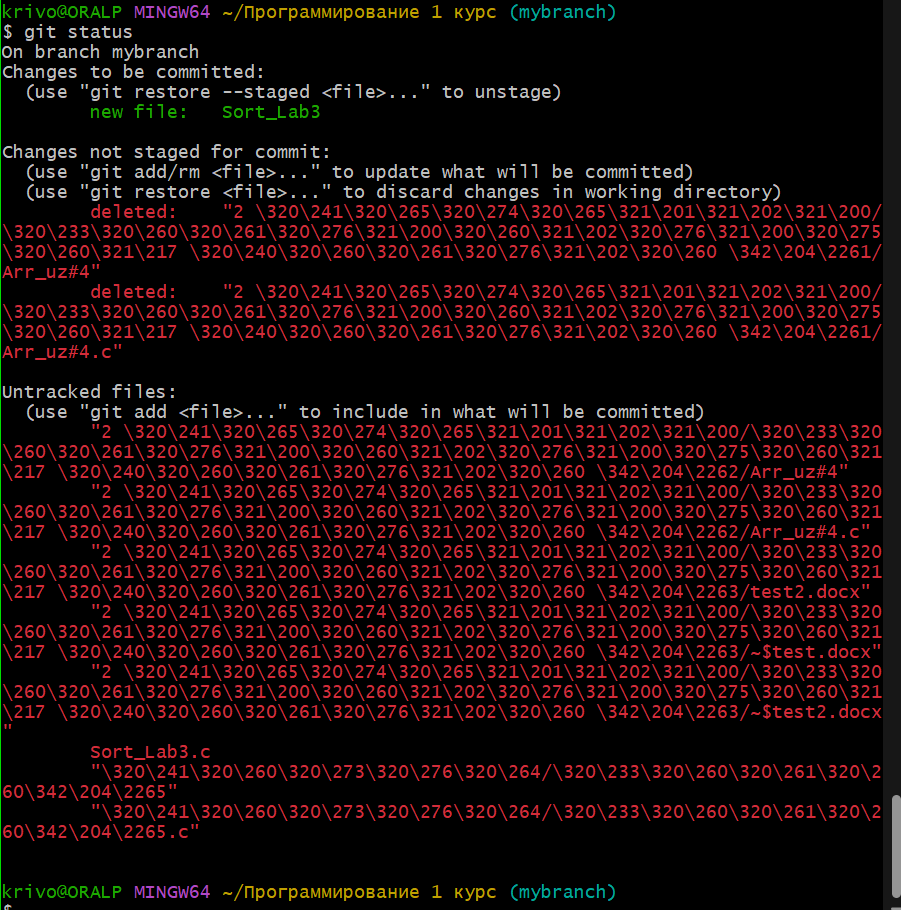 krivo@ORALP MINGW64 ~/Программирование 1 курс (mybranch)
$ git status
On branch mybranch
Changes to be committed:
  (use "git restore --staged <file>..." to unstage)
        new file:   Sort_Lab3

Changes not staged for commit:
  (use "git add/rm <file>..." to update what will be committed)
  (use "git restore <file>..." to discard changes in working directory)
        deleted:    "2 \320\241\320\265\320\274\320\265\321\201\321\202\321\200/
\320\233\320\260\320\261\320\276\321\200\320\260\321\202\320\276\321\200\320\275
\320\260\321\217 \320\240\320\260\320\261\320\276\321\202\320\260 \342\204\2261/
Arr_uz#4"
        deleted:    "2 \320\241\320\265\320\274\320\265\321\201\321\202\321\200/
\320\233\320\260\320\261\320\276\321\200\320\260\321\202\320\276\321\200\320\275
\320\260\321\217 \320\240\320\260\320\261\320\276\321\202\320\260 \342\204\2261/
Arr_uz#4.c"

Untracked files:
  (use "git add <file>..." to include in what will be committed)
        "2 \320\241\320\265\320\274\320\265\321\201\321\202\321\200/\320\233\320
\260\320\261\320\276\321\200\320\260\321\202\320\276\321\200\320\275\320\260\321
\217 \320\240\320\260\320\261\320\276\321\202\320\260 \342\204\2262/Arr_uz#4"
        "2 \320\241\320\265\320\274\320\265\321\201\321\202\321\200/\320\233\320
\260\320\261\320\276\321\200\320\260\321\202\320\276\321\200\320\275\320\260\321
\217 \320\240\320\260\320\261\320\276\321\202\320\260 \342\204\2262/Arr_uz#4.c"
        "2 \320\241\320\265\320\274\320\265\321\201\321\202\321\200/\320\233\320
\260\320\261\320\276\321\200\320\260\321\202\320\276\321\200\320\275\320\260\321
\217 \320\240\320\260\320\261\320\276\321\202\320\260 \342\204\2263/test2.docx"
        "2 \320\241\320\265\320\274\320\265\321\201\321\202\321\200/\320\233\320
\260\320\261\320\276\321\200\320\260\321\202\320\276\321\200\320\275\320\260\321
\217 \320\240\320\260\320\261\320\276\321\202\320\260 \342\204\2263/~$test.docx"
        "2 \320\241\320\265\320\274\320\265\321\201\321\202\321\200/\320\233\320
\260\320\261\320\276\321\200\320\260\321\202\320\276\321\200\320\275\320\260\321
\217 \320\240\320\260\320\261\320\276\321\202\320\260 \342\204\2263/~$test2.docx
"
        Sort_Lab3.c
        "\320\241\320\260\320\273\320\276\320\264/\320\233\320\260\320\261\320\2
60\342\204\2265"
        "\320\241\320\260\320\273\320\276\320\264/\320\233\320\260\320\261\320\2
60\342\204\2265.c"

krivo@ORALP MINGW64 ~/Программирование 1 курс (mybranch)
$